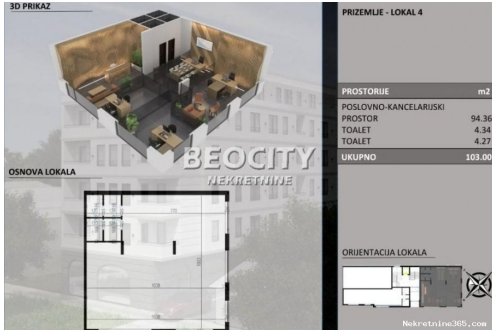 3D PRIKAZ
BEOCITY
NEKRETNINE
OSNOVA LOKALA
PRIZEMLJE - LOKAL 4
PROSTORIJE m2
POSLOVNO-KANCELARIJSKI
PROSTOR 94.36
TOALET 4.34
TOALET 4.27
UKUPNO 103.00
ORIJENTACIJA LOKALA
Nekretnine365.com